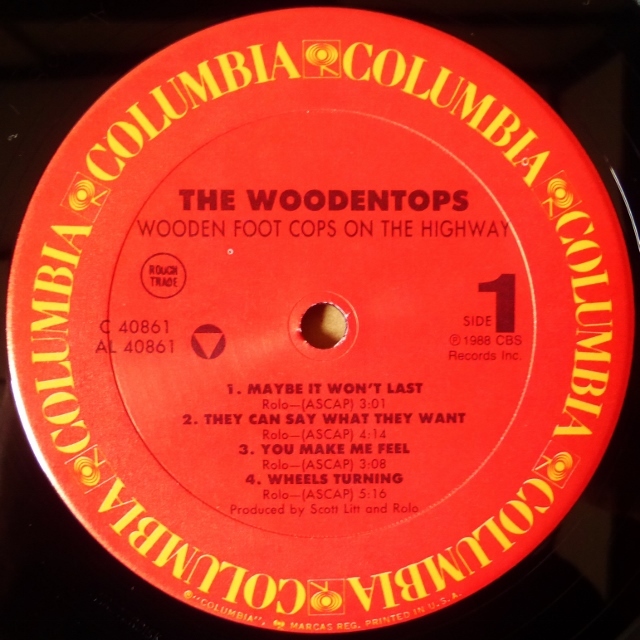 COLUMBIA COLUMBIA COLUMBIA COLUMBIA COLUMBIA COLUMBIA COLUMBIA
THE WOODENTOPS
WOODEN FOOT COPS ON THE HIGHWAY
ROUGH
TRADE
C 40861
AL 40861
SIDE 1
℗ 1988 CBS
Records Inc.
1. MAYBE IT WON'T LAST
Rolo—(ASCAP) 3:01
2. THEY CAN SAY WHAT THEY WANT
Rolo—(ASCAP) 4:14
3. YOU MAKE ME FEEL
Rolo—(ASCAP) 3:08
4. WHEELS TURNING
Rolo—(ASCAP) 5:16
Produced by Scott Litt and Rolo
® "COLUMBIA", MARCAS REG. PRINTED IN U.S.A.